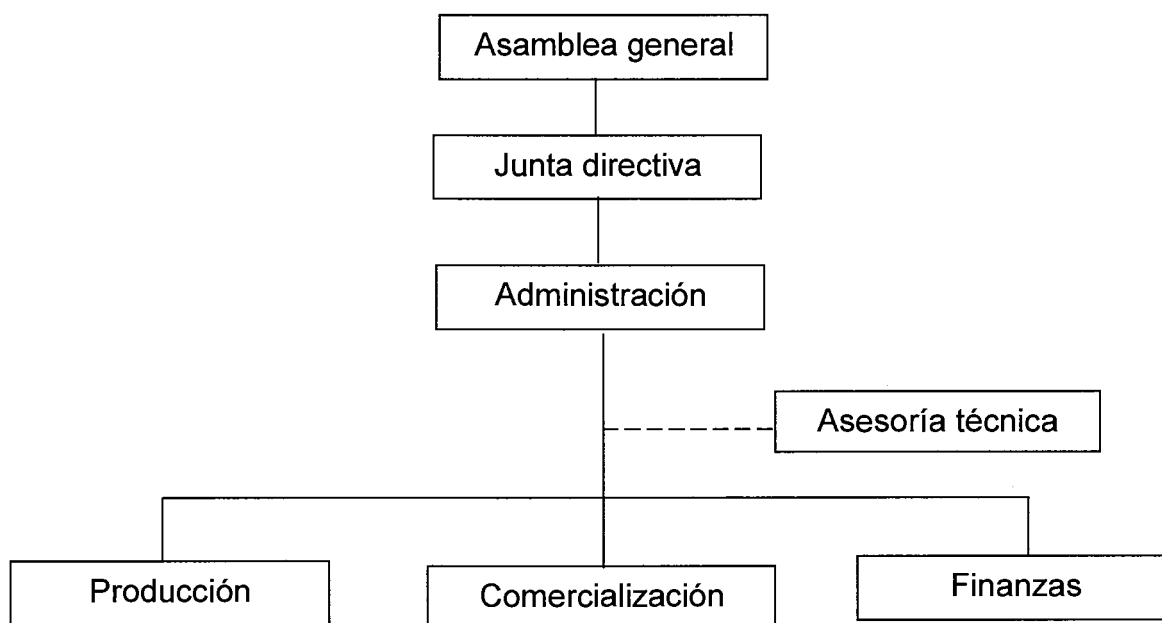 Asamblea general
Junta directiva
Administración
Asesoría técnica
Producción
Comercialización
Finanzas